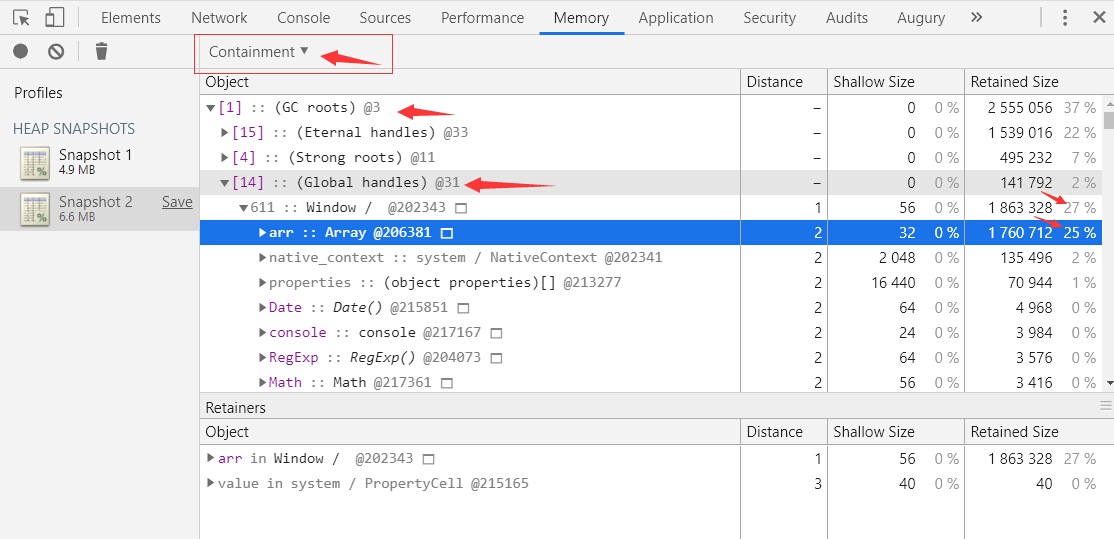 Elements Network Console Sources Performance Memory Application Security Audits Augury »
Containment ▼
Profiles
HEAP SNAPSHOTS
Snapshot 1
4.9 MB
Snapshot 2 Save
6.6 MB
Object Distance Shallow Size Retained Size
▼[1] :: (GC roots) @3 – 0 0 % 2 555 056 37 %
▶[15] :: (Eternal handles) @33 – 0 0 % 1 539 016 22 %
▶[4] :: (Strong roots) @11 – 0 0 % 495 232 7 %
▼[14] :: (Global handles) @31 – 0 0 % 141 792 2 %
▼611 :: Window / @202343 1 56 0 % 1 863 328 27 %
▶arr :: Array @206381 2 32 0 % 1 760 712 25 %
▶native_context :: system / NativeContext @202341 2 2 048 0 % 135 496 2 %
▶properties :: (object properties)[] @213277 2 16 440 0 % 70 944 1 %
▶Date :: Date() @215851 2 64 0 % 4 968 0 %
▶console :: console @217167 2 24 0 % 3 984 0 %
▶RegExp :: RegExp() @204073 2 64 0 % 3 576 0 %
▶Math :: Math @217361 2 56 0 % 3 416 0 %
Retainers
Object Distance Shallow Size Retained Size
▶arr in Window / @202343 1 56 0 % 1 863 328 27 %
▶value in system / PropertyCell @215165 3 40 0 % 40 0 %